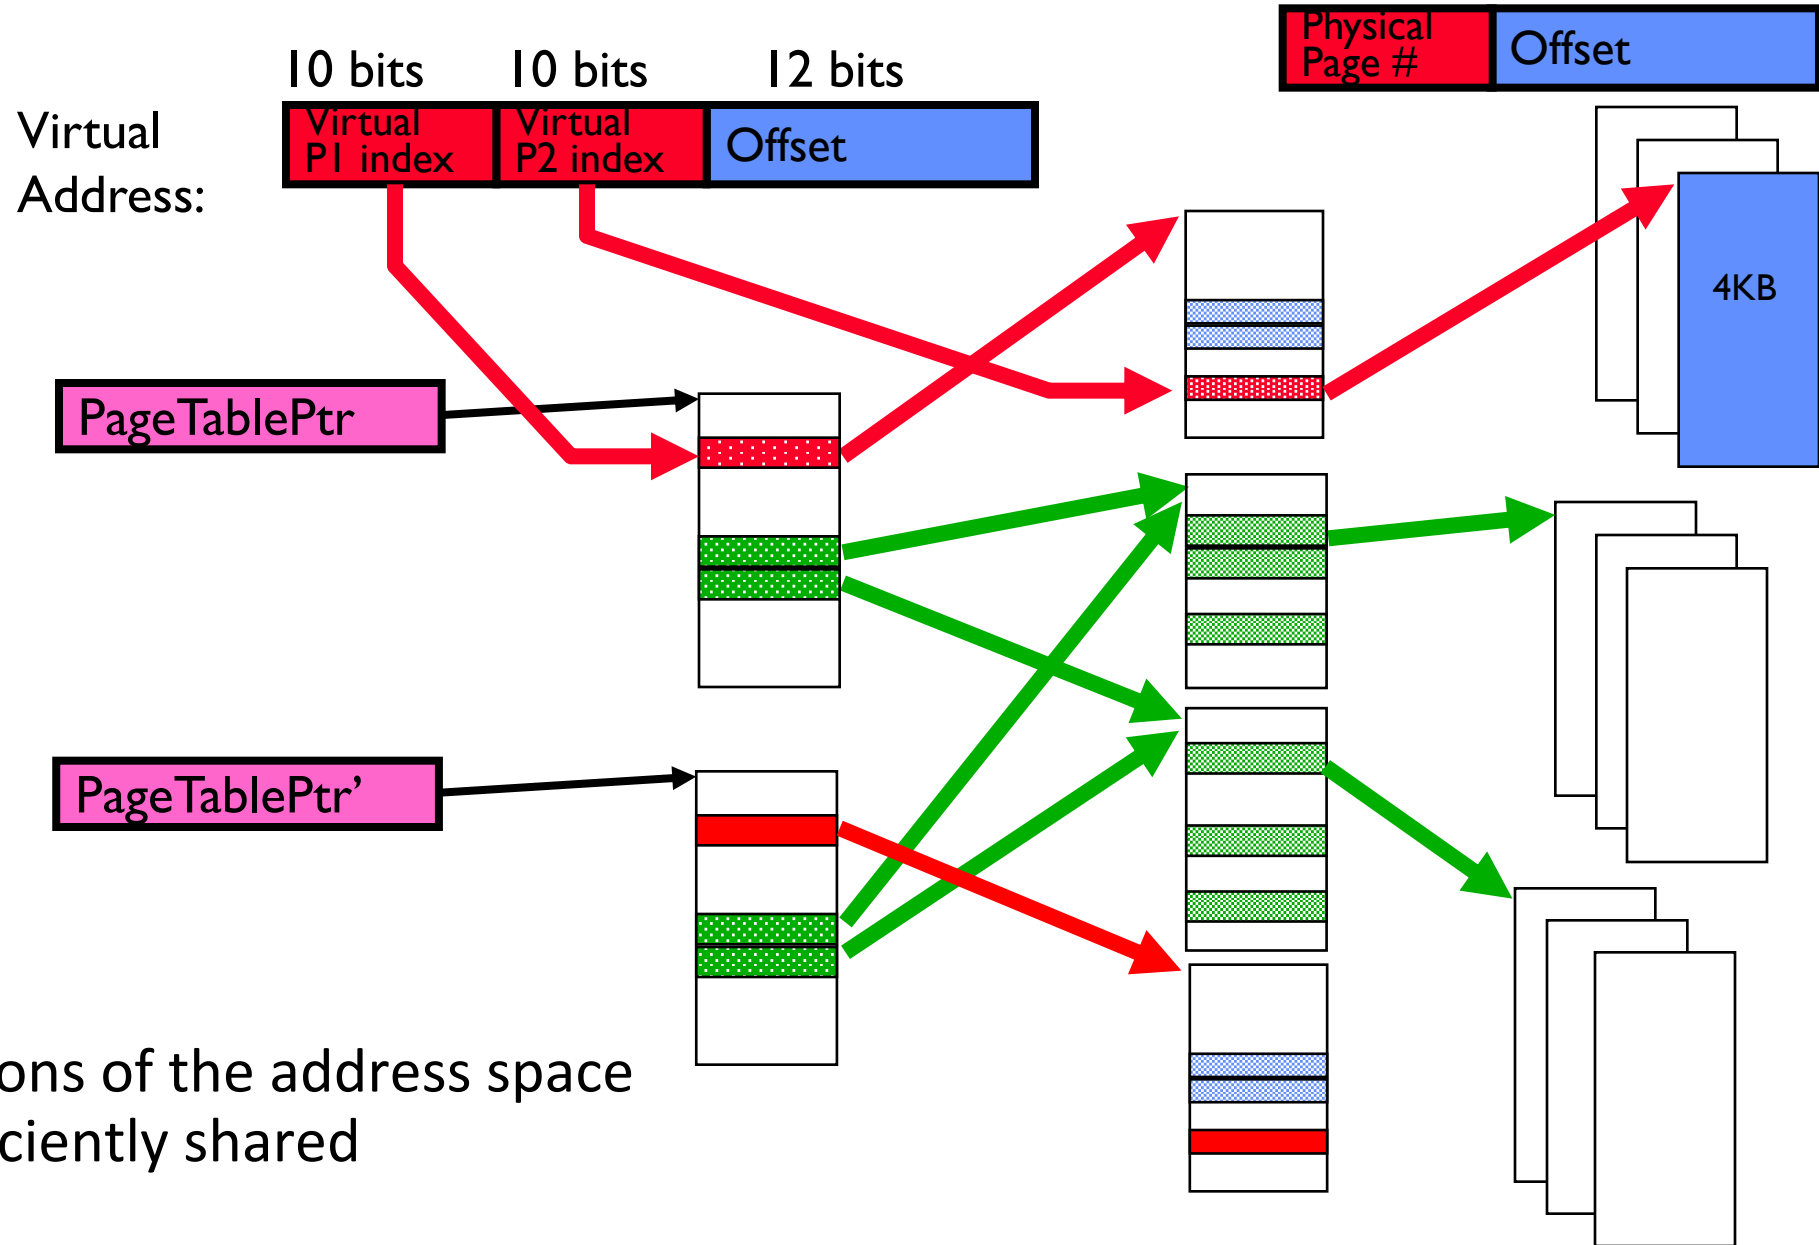 Physical
Page #
Offset
10 bits 10 bits 12 bits
Virtual
Address:
Virtual
P1 index
Virtual
P2 index
Offset
4KB
PageTablePtr
PageTablePtr’
ons of the address space
ciently shared